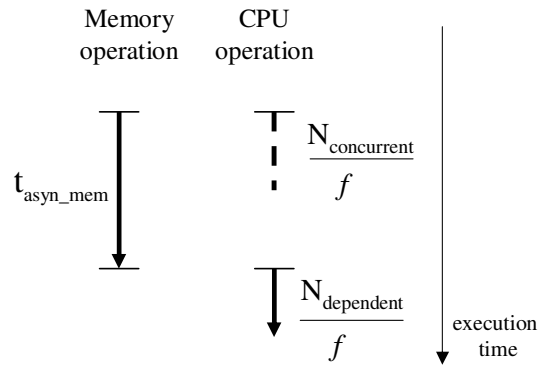 Memory
operation
CPU
operation
t_asyn_mem
N_concurrent
f
N_dependent
f
execution
time